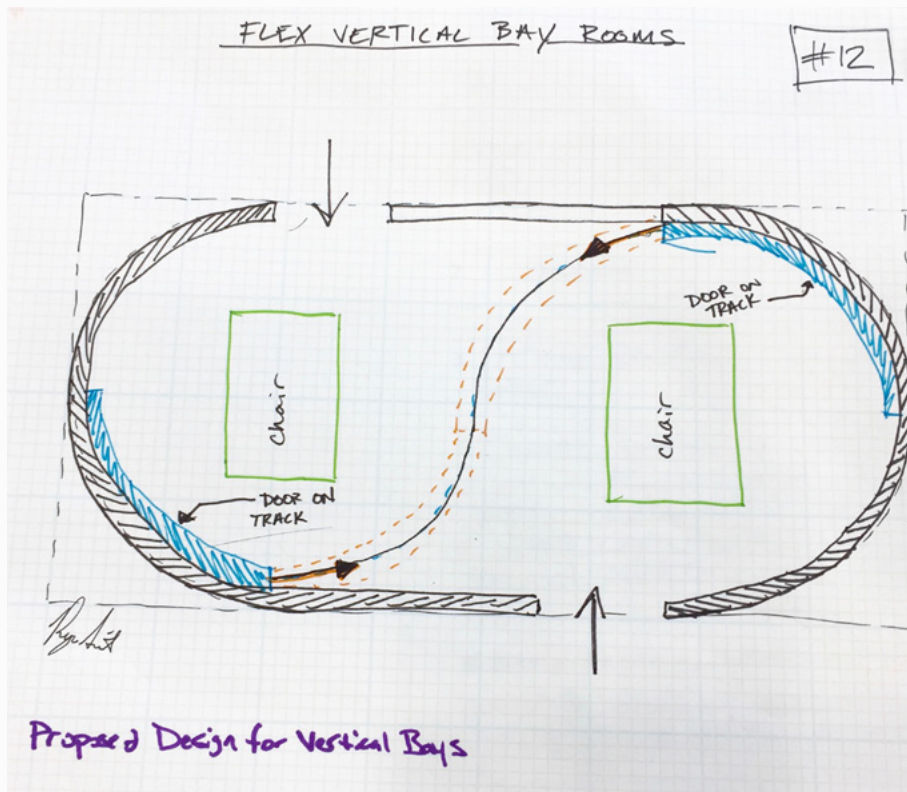 FLEX VERTICAL BAY ROOMS
#12
DOOR ON
TRACK
chair
chair
DOOR ON
TRACK
Proposed Design for Vertical Bays